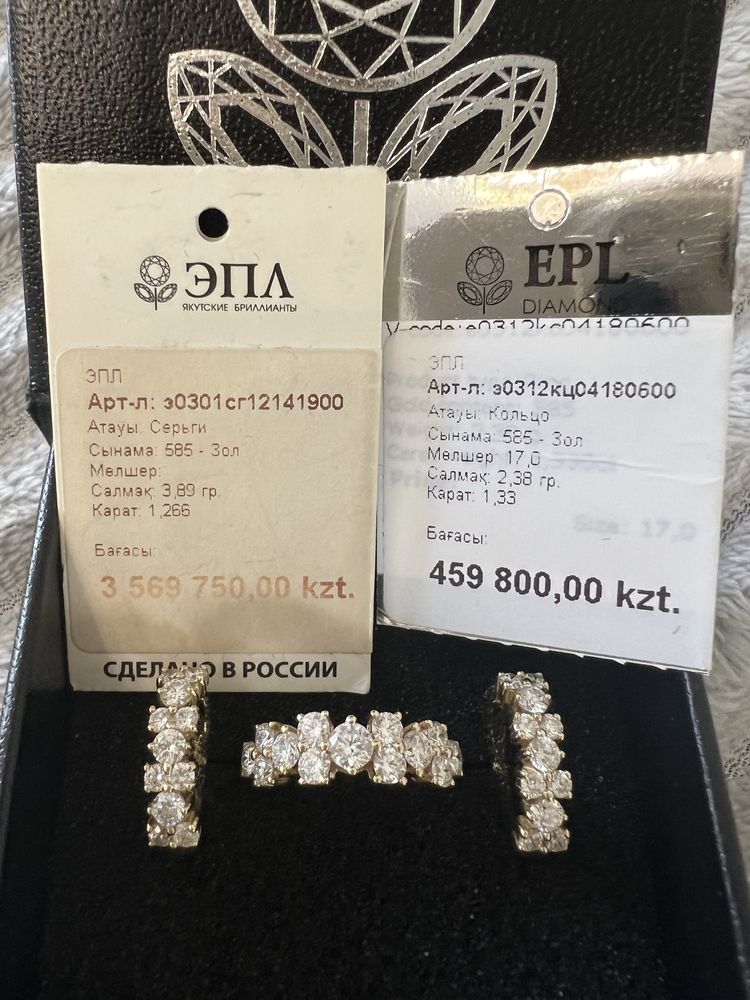 ЭПЛ
ЯКУТСКИЕ БРИЛЛИАНТЫ
ЭПЛ
Арт-л: э0301сг12141900
Атауы: Серьги
Сынама: 585 - Зол
Мөлшер:
Салмақ: 3,89 гр.
Карат: 1,266
Бағасы:
3 569 750,00 kzt.
СДЕЛАНО В РОССИИ
EPL
DIAMOND
V-code:e0312kc04180600
ЭПЛ
Арт-л: э0312кц04180600
Атауы: Кольцо
Сынама: 585 - Зол
Мөлшер: 17,0
Салмақ: 2,38 гр.
Карат: 1,33
Size: 17,0
Бағасы:
459 800,00 kzt.